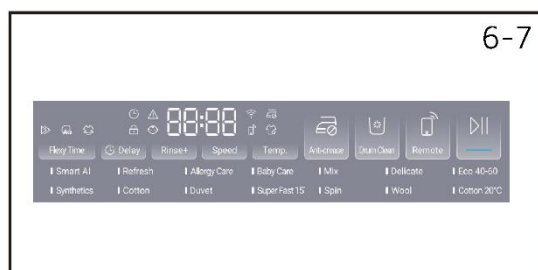 6-7
88:88
Flexy Time Delay Rinse+ Speed Temp. Anti-crease Drum Clean Remote
Smart AI Refresh Allergy Care Baby Care Mix Delicate Eco 40-60
Synthetics Cotton Duvet Super Fast 15' Spin Wool Cotton 20°C